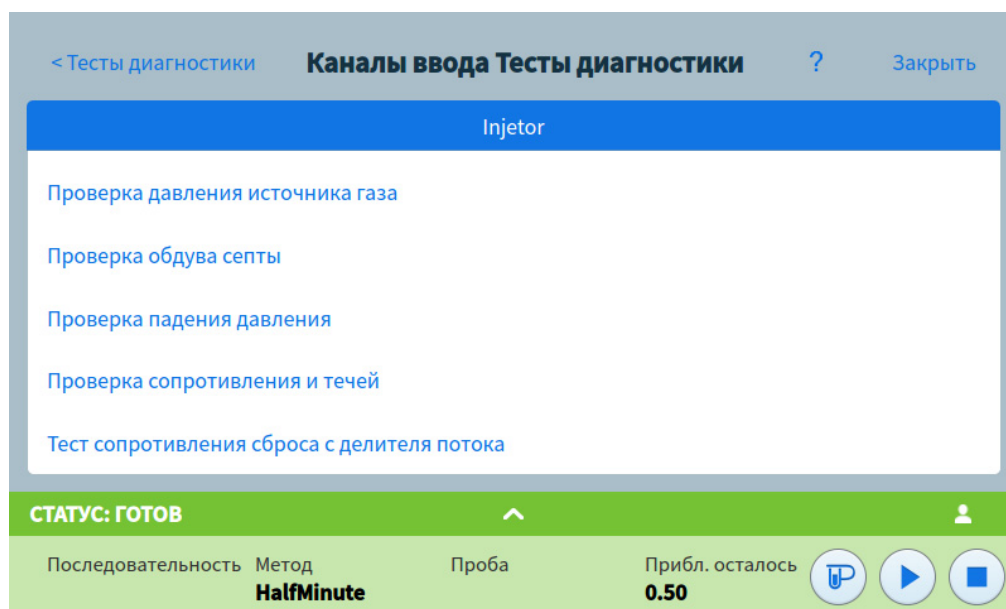 < Тесты диагностики Каналы ввода Тесты диагностики ? Закрыть
Injetor
Проверка давления источника газа
Проверка обдува септы
Проверка падения давления
Проверка сопротивления и течей
Тест сопротивления сброса с делителя потока
СТАТУС: ГОТОВ
Последовательность Метод Проба Прибл. осталось
HalfMinute 0.50